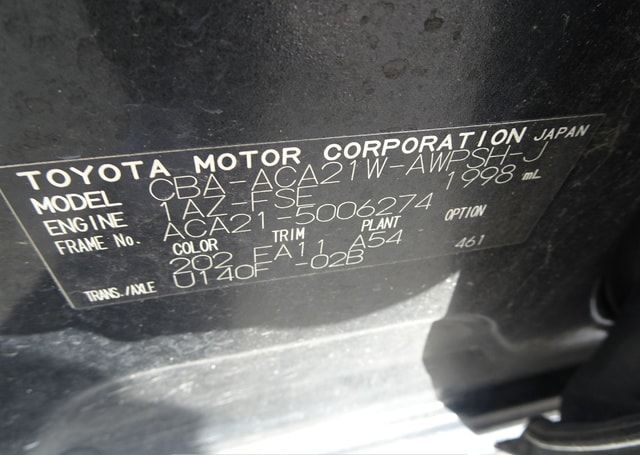 TOYOTA MOTOR CORPORATION JAPAN
MODEL CBA-ACA21W-AWPSH-J
ENGINE 1AZ-FSE 1998 mL
FRAME No. ACA21-5006274
COLOR TRIM PLANT OPTION
202 FA11 A54 461
TRANS./AXLE U140F -02B